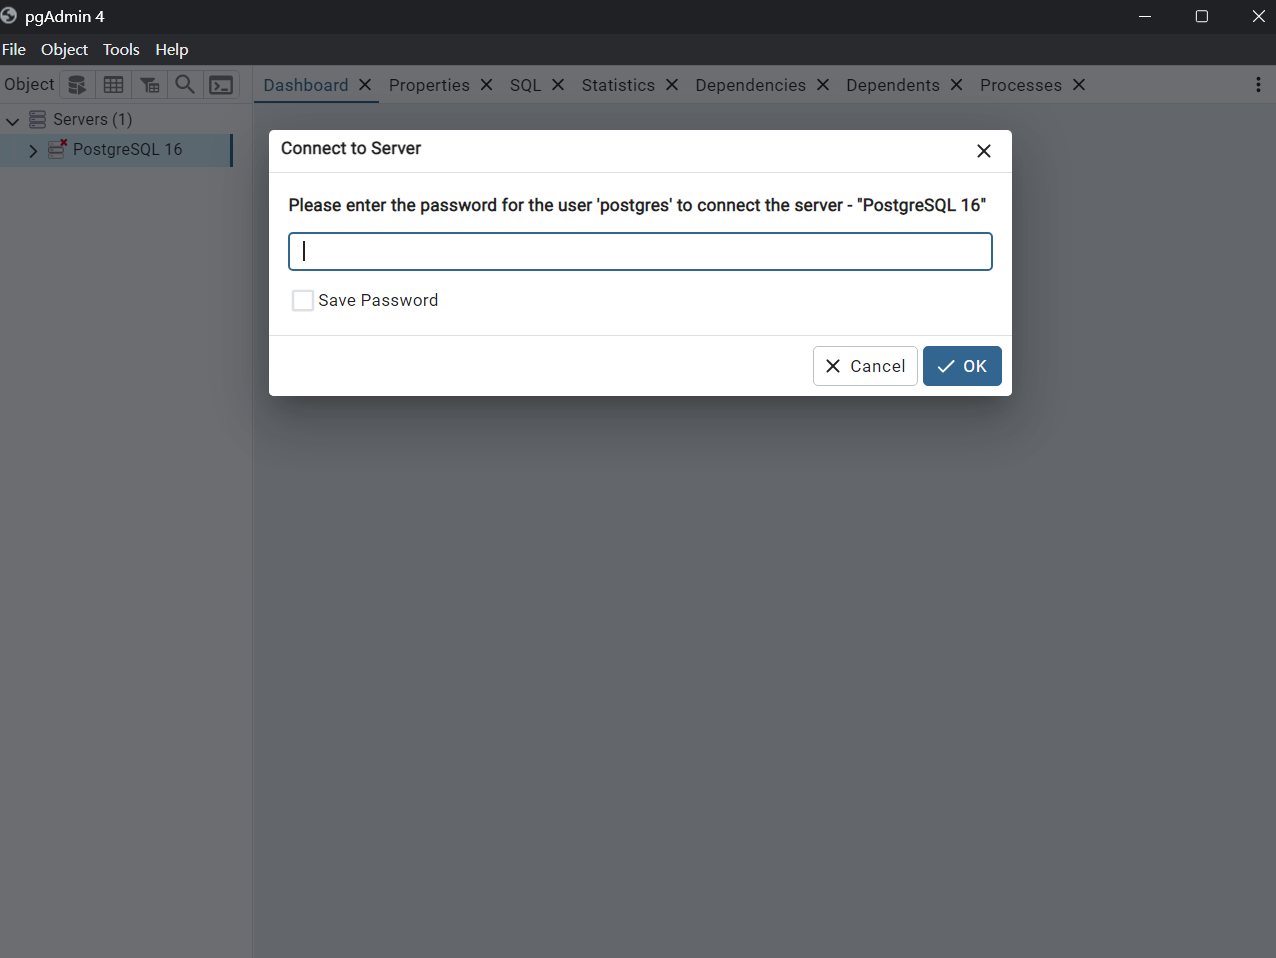 pgAdmin 4
File Object Tools Help
Object
Dashboard Properties SQL Statistics Dependencies Dependents Processes
Servers (1)
PostgreSQL 16
Connect to Server
Please enter the password for the user 'postgres' to connect the server - "PostgreSQL 16"
Save Password
Cancel OK